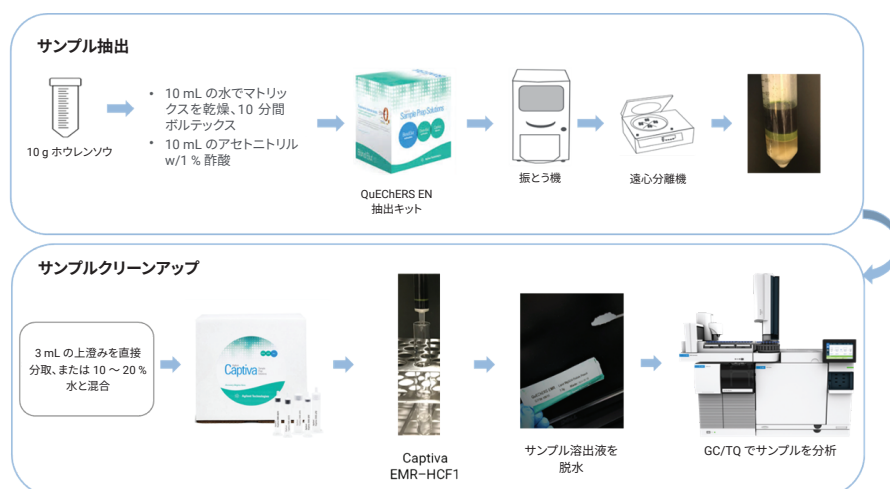 サンプル抽出
10 g ホウレンソウ
• 10 mL の水でマトリッ
クスを乾燥、10 分間
ボルテックス
• 10 mL のアセトニトリル
w/1 % 酢酸
Sample Prep Solutions
QuEChERS EN
抽出キット
振とう機
遠心分離機
サンプルクリーンアップ
3 mL の上澄みを直接
分取、または 10 ～ 20 %
水と混合
Captiva
Agilent Technologies
Captiva
EMR–HCF1
サンプル溶出液を
脱水
GC/TQ でサンプルを分析